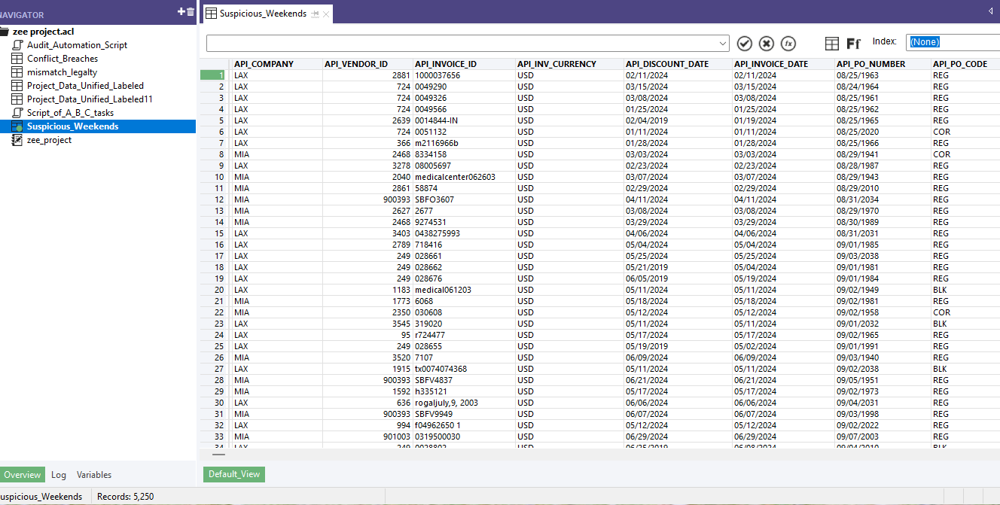 NAVIGATOR
Suspicious_Weekends
zee project.acl
Audit_Automation_Script
Conflict_Breaches
mismatch_legalty
Project_Data_Unified_Labeled
Project_Data_Unified_Labeled11
Script_of_A_B_C_tasks
Suspicious_Weekends
zee_project
(x) Ff Index: (None)
API_COMPANY API_VENDOR_ID API_INVOICE_ID API_INV_CURRENCY API_DISCOUNT_DATE API_INVOICE_DATE API_PO_NUMBER API_PO_CODE
1 LAX 2881 1000037656 USD 02/11/2024 02/11/2024 08/25/1963 REG
2 LAX 724 0049290 USD 03/15/2024 03/15/2024 08/24/1964 REG
3 LAX 724 0049326 USD 03/08/2024 03/08/2024 08/25/1961 REG
4 LAX 724 0049566 USD 01/25/2024 01/25/2024 08/25/1962 REG
5 LAX 2639 0014844-IN USD 02/04/2019 01/19/2024 08/25/1965 REG
6 LAX 724 0051132 USD 01/11/2024 01/11/2024 08/25/2020 COR
7 LAX 366 m2116966b USD 01/28/2024 01/28/2024 08/25/1966 REG
8 MIA 2468 8334158 USD 03/03/2024 03/03/2024 08/29/1941 COR
9 LAX 3278 08005697 USD 02/23/2024 02/23/2024 08/28/1987 REG
10 MIA 2040 medicalcenter062603 USD 03/07/2024 03/07/2024 08/29/1943 REG
11 MIA 2861 58874 USD 02/29/2024 02/29/2024 08/29/2010 REG
12 MIA 900393 SBFO3607 USD 04/11/2024 04/11/2024 08/31/2034 REG
13 MIA 2627 2677 USD 03/08/2024 03/08/2024 08/29/1970 REG
14 MIA 2468 9274531 USD 03/29/2024 03/29/2024 08/30/1989 REG
15 LAX 3403 0438275993 USD 04/06/2024 04/06/2024 08/31/2031 REG
16 LAX 2789 718416 USD 05/04/2024 05/04/2024 09/01/1985 REG
17 LAX 249 028661 USD 05/25/2024 05/25/2024 09/03/2038 REG
18 LAX 249 028662 USD 05/21/2019 05/04/2024 09/01/1981 REG
19 LAX 249 028676 USD 06/05/2019 05/19/2024 09/01/1984 REG
20 LAX 1183 medical061203 USD 05/11/2024 05/11/2024 09/02/1949 BLK
21 MIA 1773 6068 USD 05/18/2024 05/18/2024 09/02/1981 REG
22 MIA 2350 030608 USD 05/12/2024 05/12/2024 09/02/1958 COR
23 LAX 3545 319020 USD 05/11/2024 05/11/2024 09/01/2032 BLK
24 LAX 95 r724477 USD 05/17/2024 05/17/2024 09/02/1965 REG
25 LAX 249 028655 USD 05/19/2019 05/02/2024 09/01/1991 REG
26 MIA 3520 7107 USD 06/09/2024 06/09/2024 09/03/1940 REG
27 LAX 1915 tx0074074368 USD 05/11/2024 05/11/2024 09/02/2038 BLK
28 MIA 900393 SBFV4837 USD 06/21/2024 06/21/2024 09/05/1951 REG
29 MIA 1592 h335121 USD 05/17/2024 05/17/2024 09/02/1973 REG
30 LAX 636 rogaljuly,9, 2003 USD 06/06/2024 06/06/2024 09/04/2031 REG
31 MIA 900393 SBFV9949 USD 06/07/2024 06/07/2024 09/03/1998 REG
32 LAX 994 f04962650 1 USD 05/12/2024 05/12/2024 09/02/2022 REG
33 MIA 901003 0319500030 USD 06/29/2024 06/29/2024 09/07/2003 REG
34 LAX 249 0028802 USD 06/25/2019 06/08/2024 09/04/2010 BLK
Overview Log Variables Default_View
uspicious_Weekends Records: 5,250